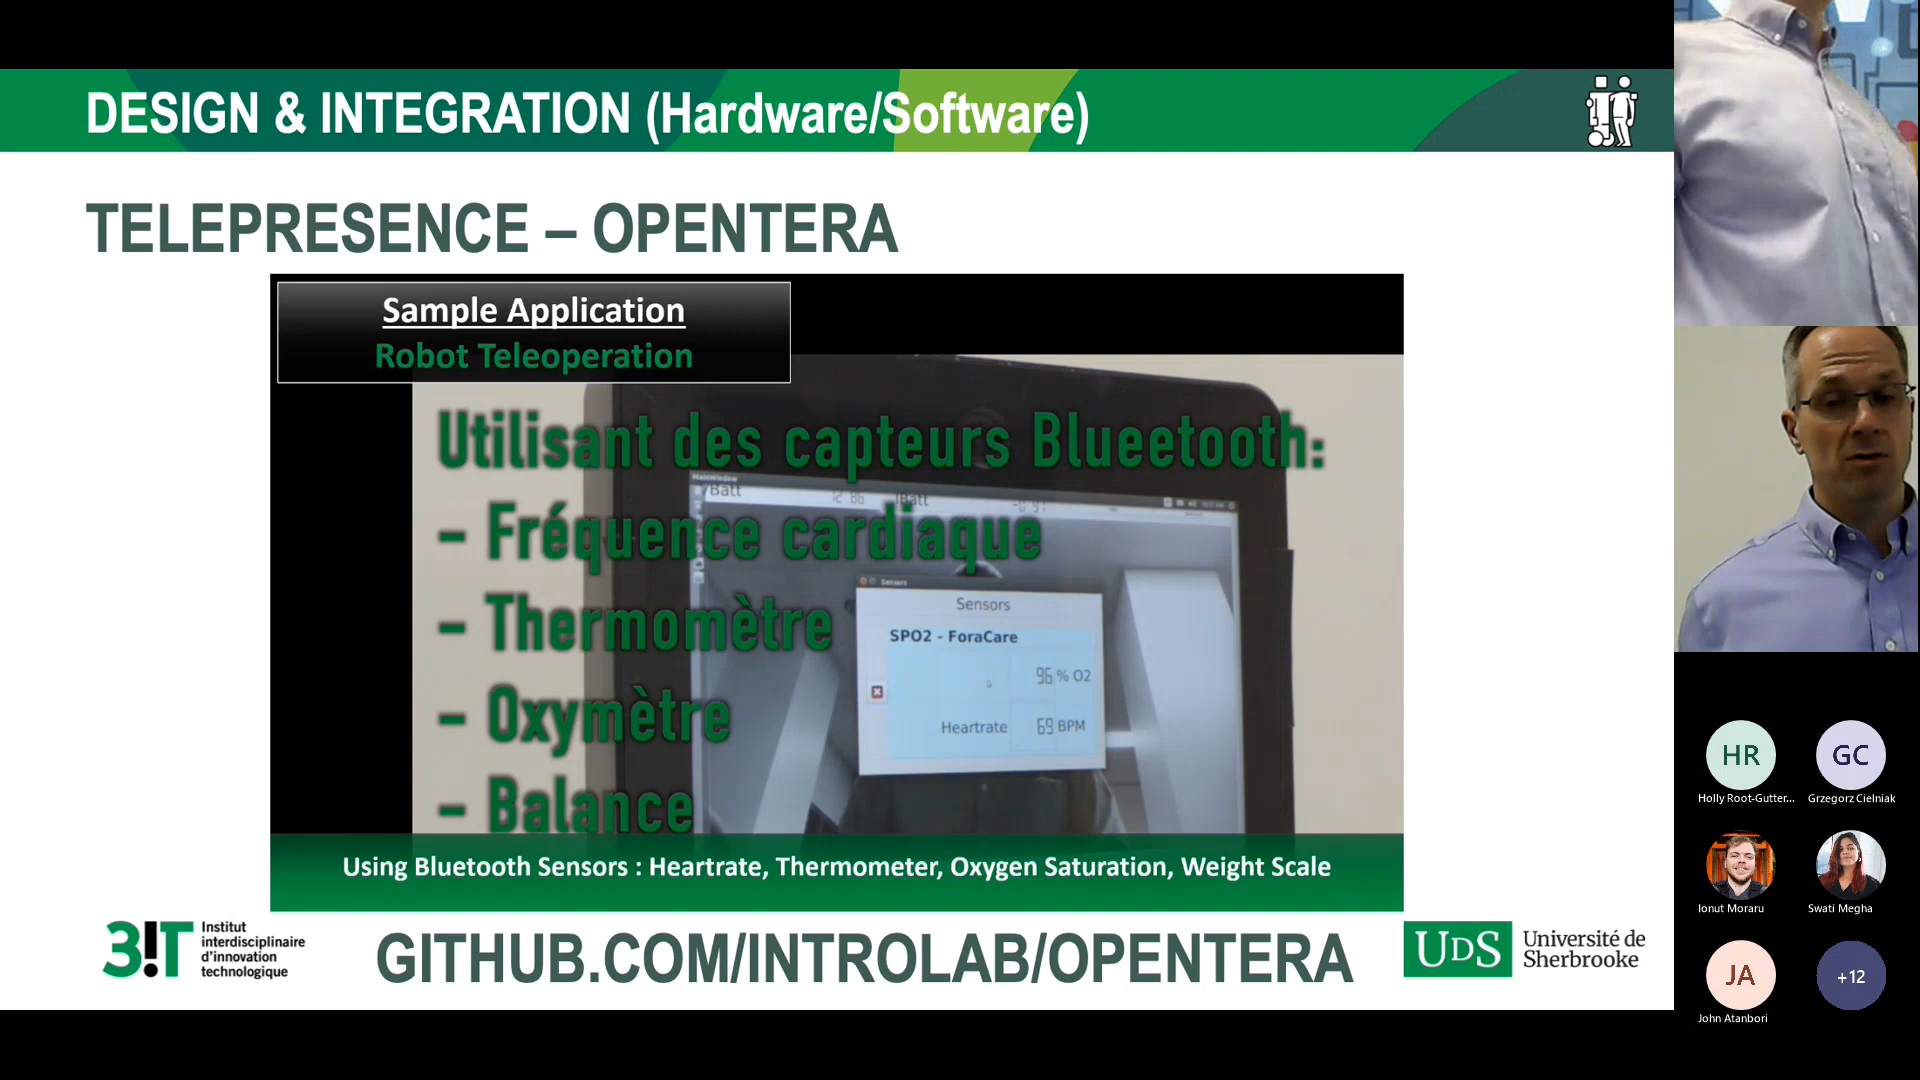 DESIGN & INTEGRATION (Hardware/Software)
TELEPRESENCE – OPENTERA
Sample Application
Robot Teleoperation
Utilisant des capteurs Blueetooth:
MainWindow
- Fréquence cardiaque
- Thermomètre
- Oxymètre
- Balance
Sensors
Sensors
SPO2 - ForaCare
96 % O2
Heartrate 69 BPM
Using Bluetooth Sensors : Heartrate, Thermometer, Oxygen Saturation, Weight Scale
3!T Institut
interdisciplinaire
d'innovation
technologique
GITHUB.COM/INTROLAB/OPENTERA
UDS Université de
Sherbrooke
HR
Holly Root-Gutter...
GC
Grzegorz Cielniak
Ionut Moraru
Swati Megha
JA
John Atanbori
+12